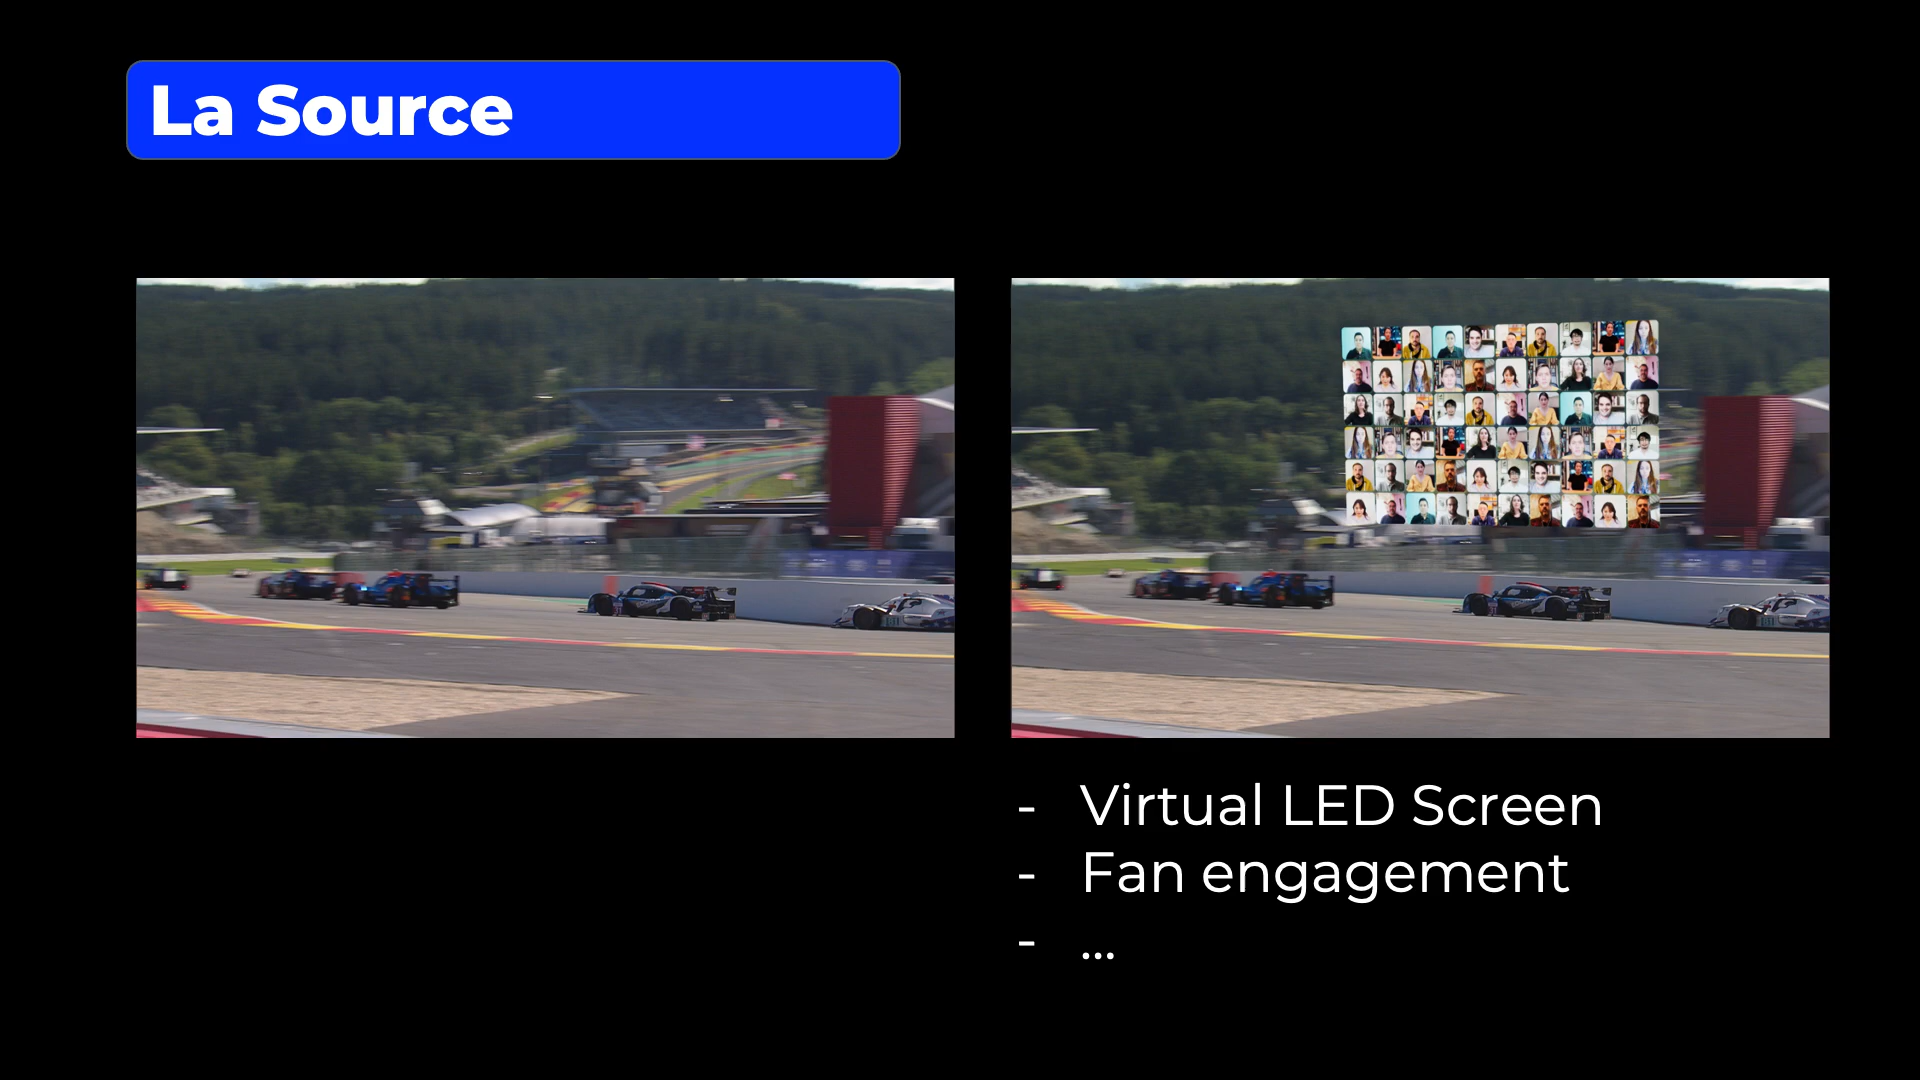 La Source
- Virtual LED Screen
- Fan engagement
- ...